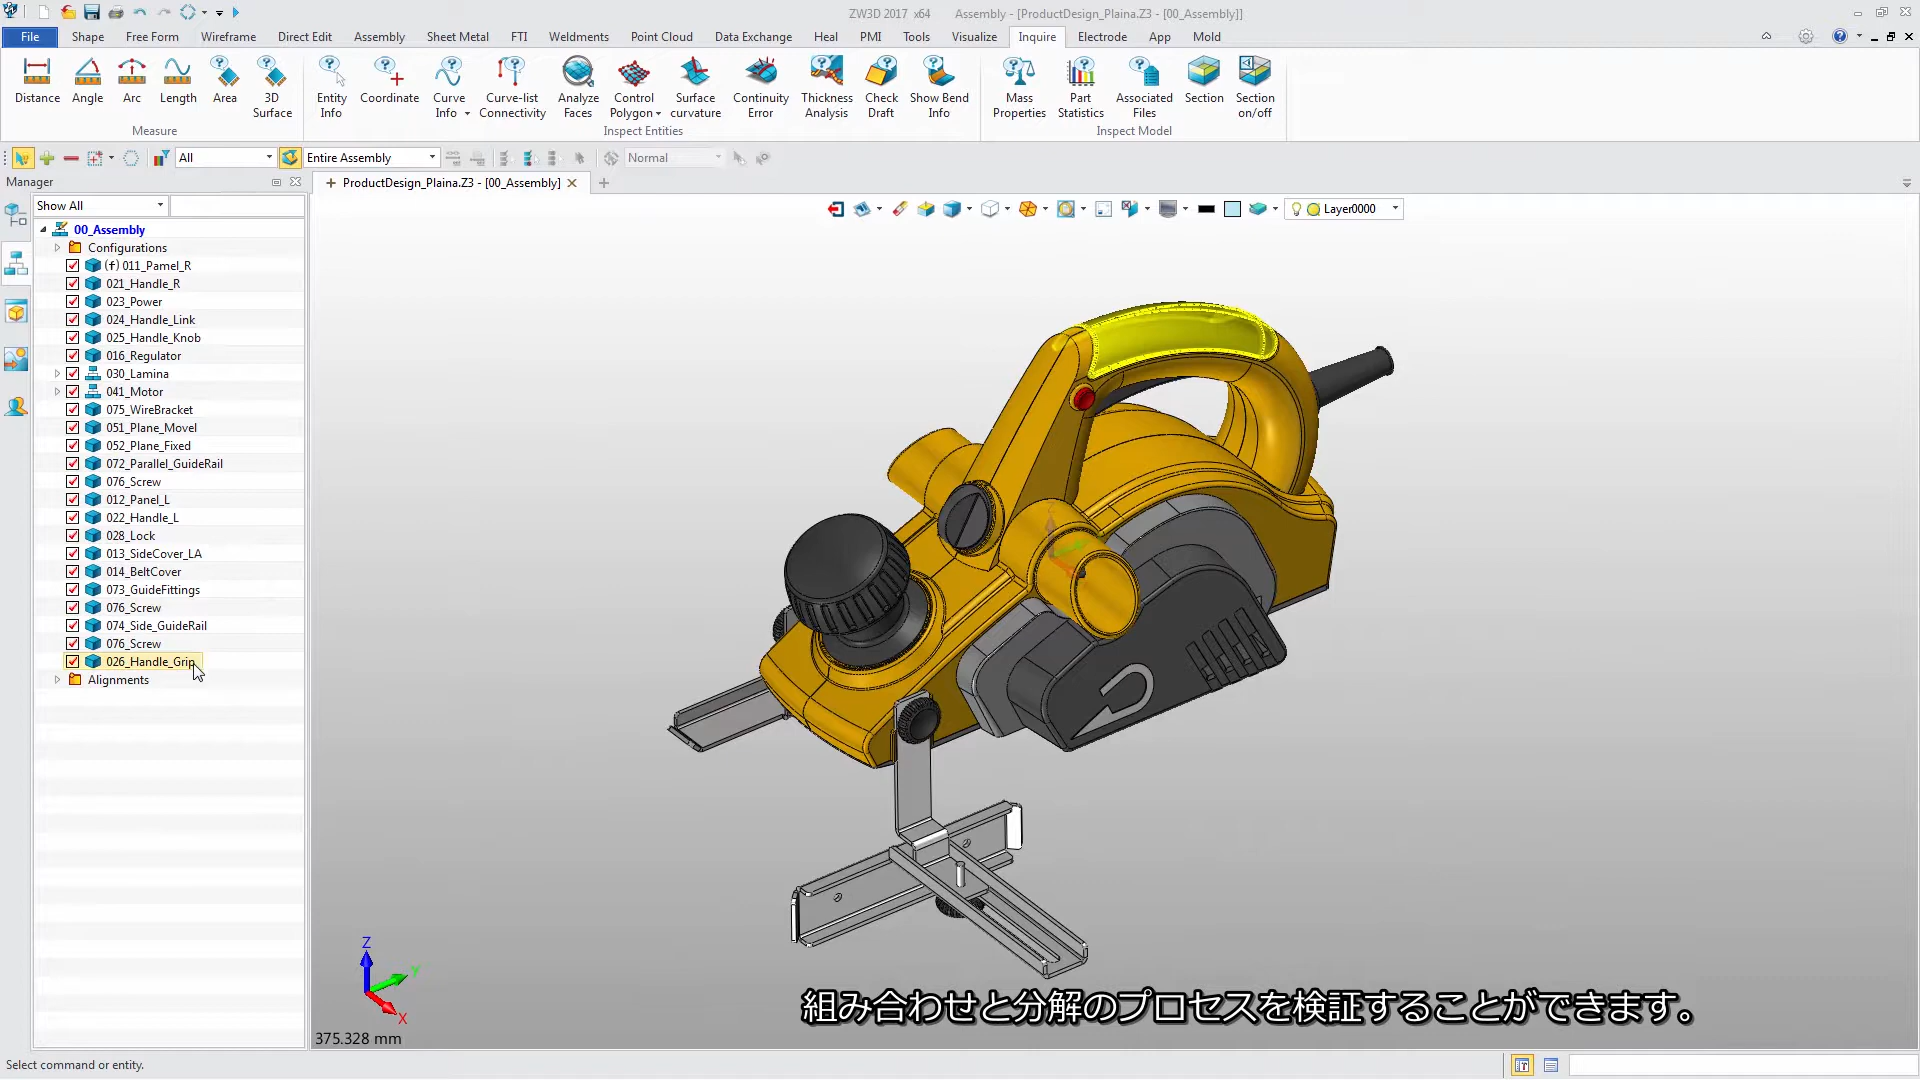 ZW3D 2017 x64 Assembly - [ProductDesign_Plaina.Z3 - [00_Assembly]]
File Shape Free Form Wireframe Direct Edit Assembly Sheet Metal FTI Weldments Point Cloud Data Exchange Heal PMI Tools Visualize Inquire Electrode App Mold
Distance Angle Arc Length Area 3D Surface
Entity Info Coordinate Curve Info Curve-list Connectivity Analyze Faces Control Polygon Surface curvature Continuity Error Thickness Analysis Check Draft Show Bend Info
Mass Properties Part Statistics Associated Files Section Section on/off
Measure Inspect Entities Inspect Model
All Entire Assembly Normal
Manager
ProductDesign_Plaina.Z3 - [00_Assembly]
Show All
Layer0000
00_Assembly
Configurations
(f) 011_Pamel_R
021_Handle_R
023_Power
024_Handle_Link
025_Handle_Knob
016_Regulator
030_Lamina
041_Motor
075_WireBracket
051_Plane_Movel
052_Plane_Fixed
072_Parallel_GuideRail
076_Screw
012_Panel_L
022_Handle_L
028_Lock
013_SideCover_LA
014_BeltCover
073_GuideFittings
076_Screw
074_Side_GuideRail
076_Screw
026_Handle_Grip
Alignments
Z
Y
X
375.328 mm
組み合わせと分解のプロセスを検証することができます。
Select command or entity.